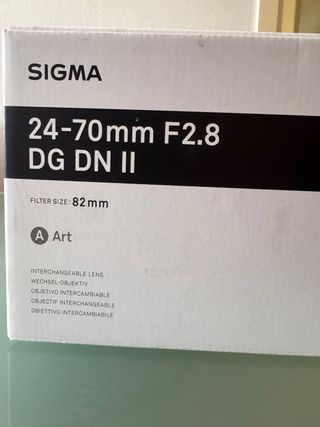 SIGMA
24-70mm F2.8
DG DN II
FILTER SIZE: 82mm
A Art
INTERCHANGEABLE LENS
WECHSEL-OBJEKTIV
OBJETIVO INTERCAMBIABLE
OBJECTIF INTERCHANGEABLE
OBIETTIVO INTERCAMBIABILE